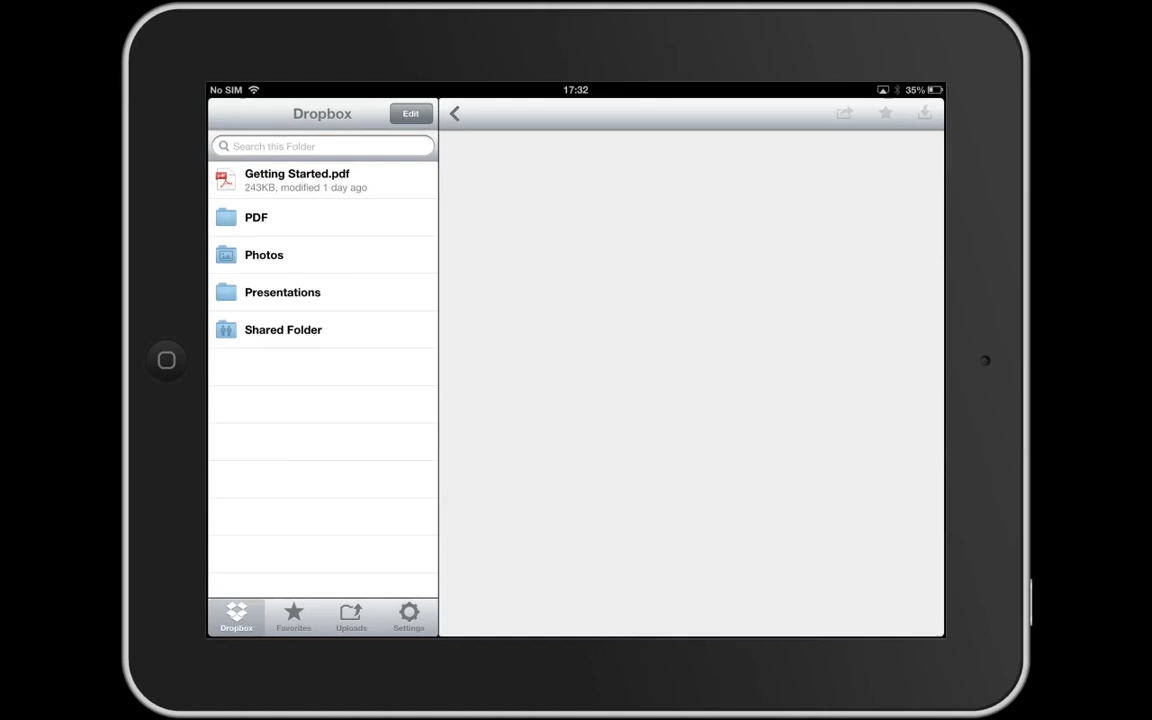 No SIM
17:32
35%
Dropbox
Edit
Search this Folder
Getting Started.pdf
243KB, modified 1 day ago
PDF
Photos
Presentations
Shared Folder
Dropbox
Favorites
Uploads
Settings